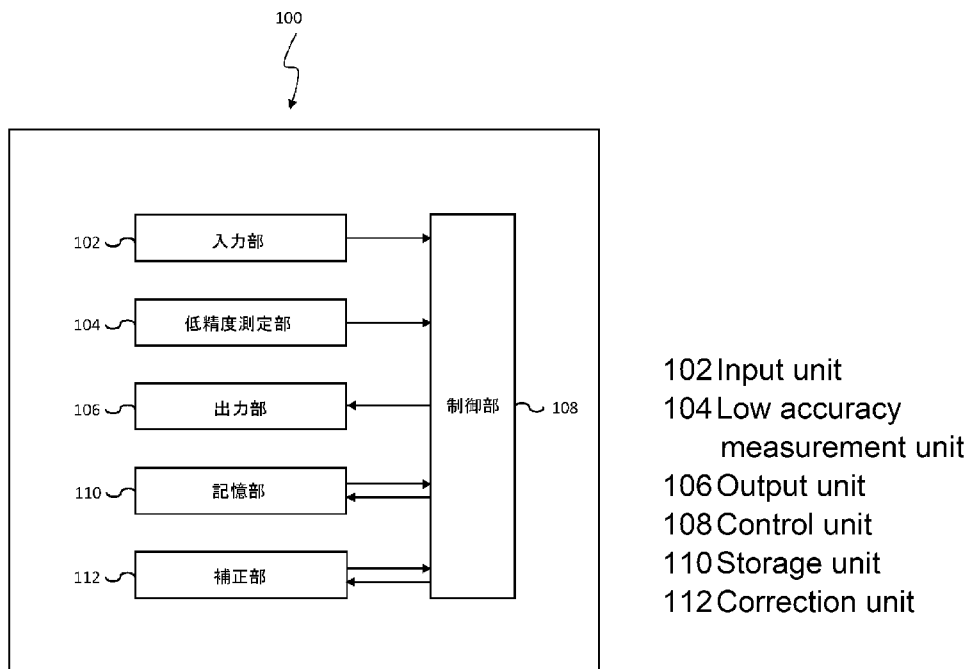 100
102
入力部
104
低精度測定部
106
出力部
制御部
108
110
記憶部
112
補正部
102 Input unit
104 Low accuracy
measurement unit
106 Output unit
108 Control unit
110 Storage unit
112 Correction unit